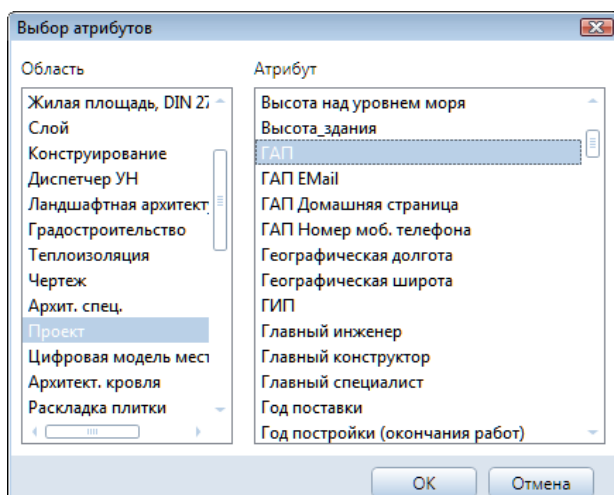 Выбор атрибутов
Область
Жилая площадь, DIN 27
Слой
Конструирование
Диспетчер УН
Ландшафтная архитект
Градостроительство
Теплоизоляция
Чертеж
Архит. спец.
Проект
Цифровая модель мест
Архитект. кровля
Раскладка плитки
Атрибут
Высота над уровнем моря
Высота_здания
ГАП
ГАП EMail
ГАП Домашняя страница
ГАП Номер моб. телефона
Географическая долгота
Географическая широта
ГИП
Главный инженер
Главный конструктор
Главный специалист
Год поставки
Год постройки (окончания работ)
ОК
Отмена